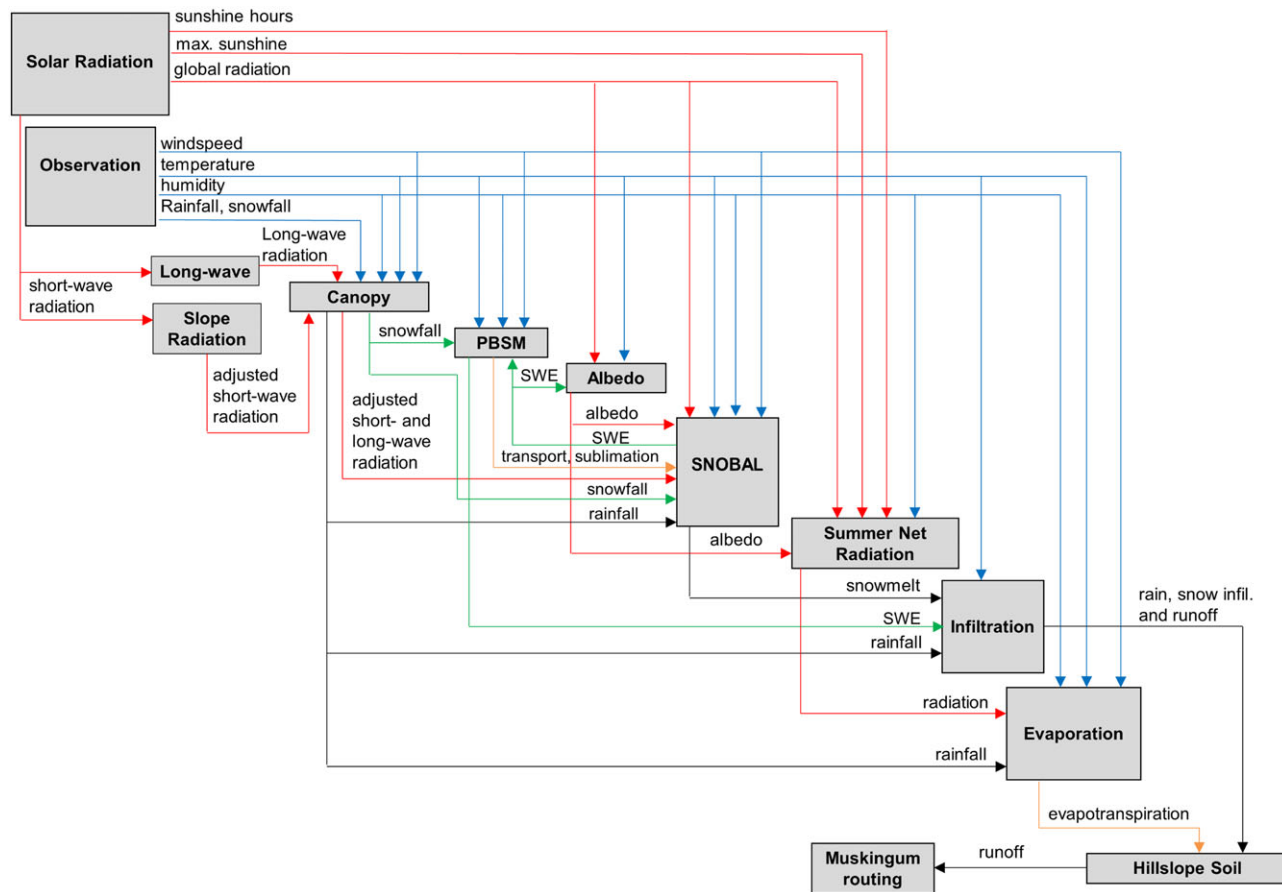 sunshine hours
Solar Radiation
max. sunshine
global radiation
Observation
windspeed
temperature
humidity
Rainfall, snowfall
Long-wave
radiation
Long-wave
short-wave
radiation
Canopy
Slope
Radiation
snowfall
PBSM
adjusted
short-wave
radiation
SWE
Albedo
adjusted
short- and
long-wave
radiation
albedo
SWE
transport, sublimation
SNOBAL
snowfall
rainfall
albedo
Summer Net
Radiation
snowmelt
SWE
rainfall
Infiltration
rain, snow infil.
and runoff
radiation
Evaporation
rainfall
evapotranspiration
Muskingum
routing
runoff
Hillslope Soil